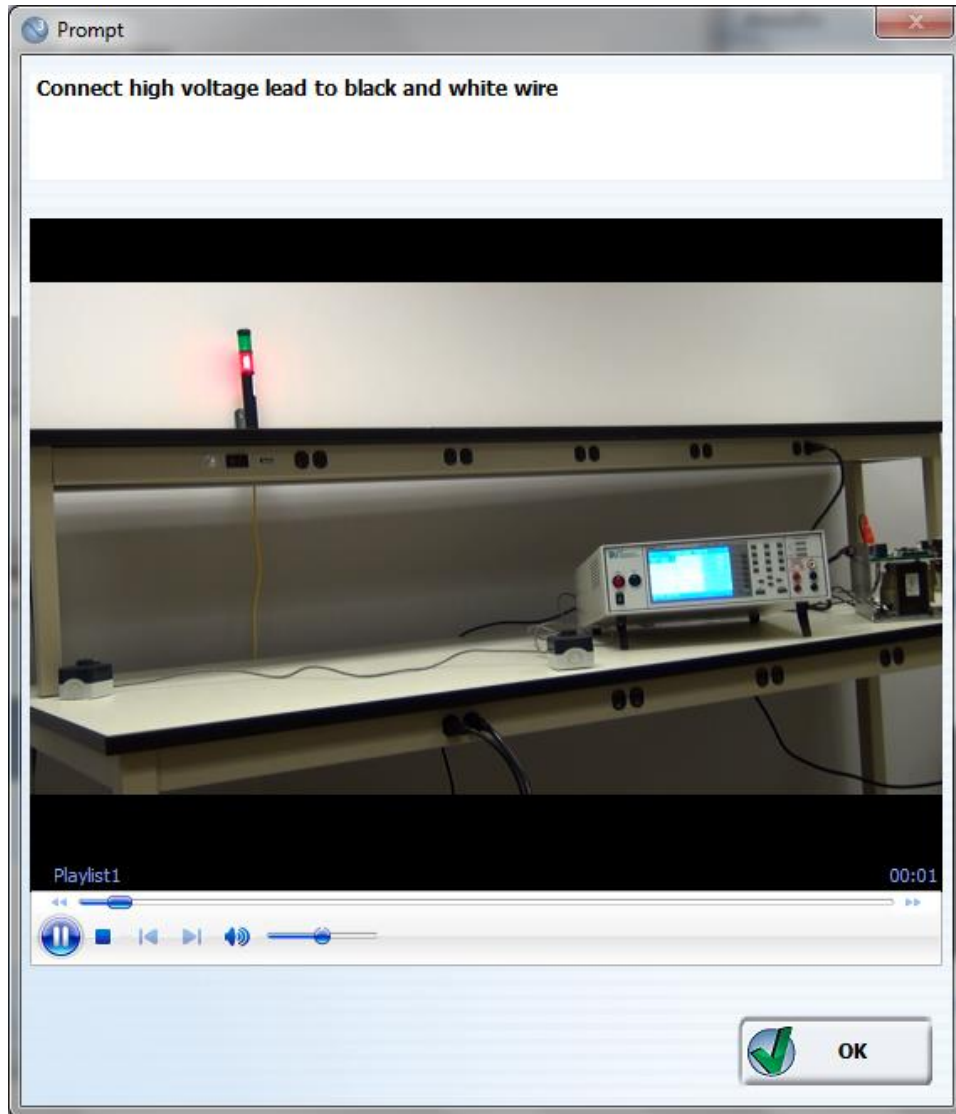 Prompt
Connect high voltage lead to black and white wire
Playlist1
00:01
OK